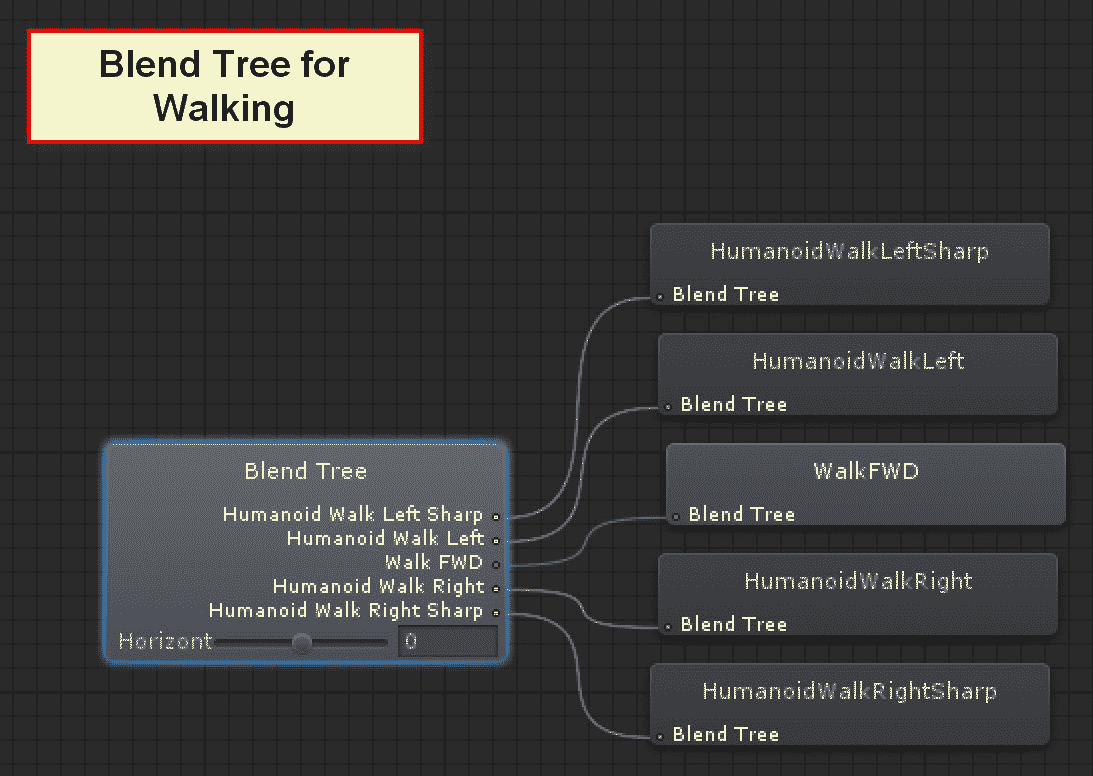 Blend Tree for
Walking
HumanoidWalkLeftSharp
Blend Tree
HumanoidWalkLeft
Blend Tree
Blend Tree
Humanoid Walk Left Sharp
Humanoid Walk Left
Walk FWD
Humanoid Walk Right
Humanoid Walk Right Sharp
Horizont 0
WalkFWD
Blend Tree
HumanoidWalkRight
Blend Tree
HumanoidWalkRightSharp
Blend Tree